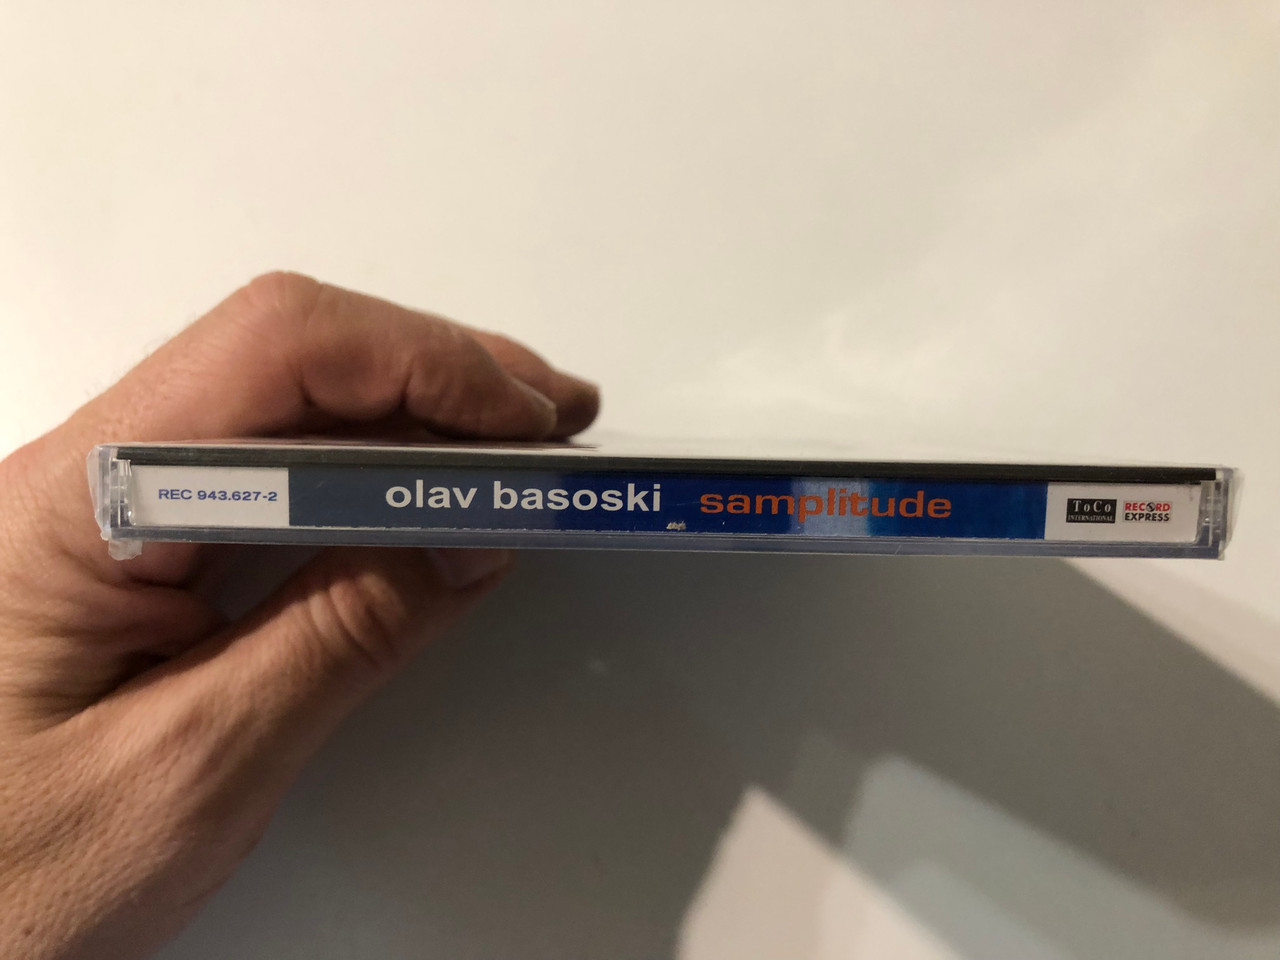 REC 943.627-2
olav basoski samplitude
ToCo
INTERNATIONAL
RECORD
EXPRESS